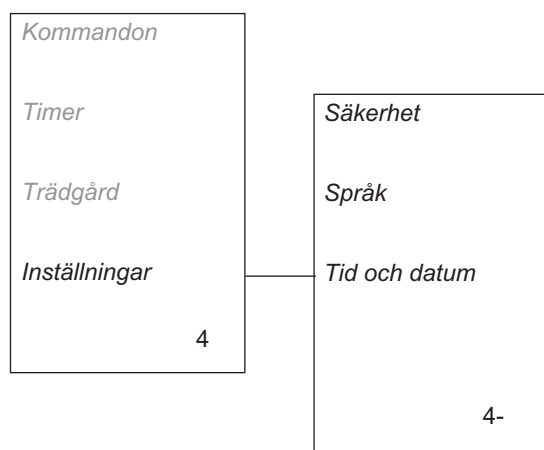 Kommandon
Timer
Trädgård
Inställningar
4
Säkerhet
Språk
Tid och datum
4-